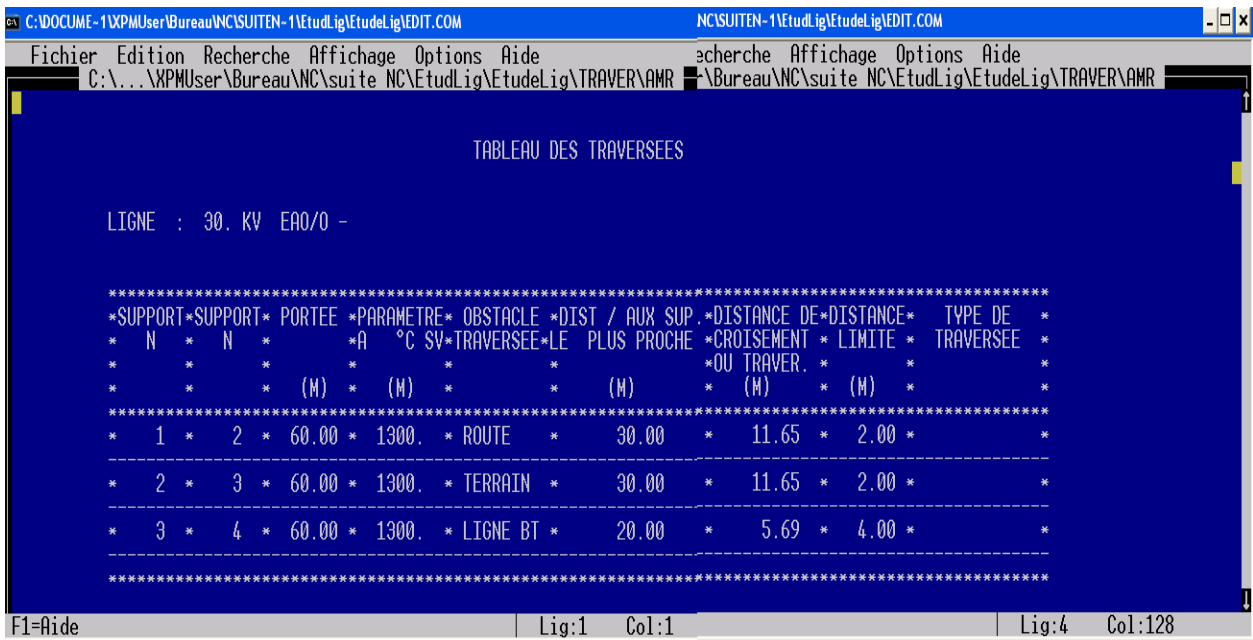 C:\DOCUME~1\XPMUser\Bureau\NC\SUITEN~1\EtudLig\EtudeLig\EDIT.COM NC\SUITEN~1\EtudLig\EtudeLig\EDIT.COM
Fichier Edition Recherche Affichage Options Aide echerche Affichage Options Aide
C:\...\XPMUser\Bureau\NC\suite NC\EtudLig\EtudeLig\TRAVER\AMR r\Bureau\NC\suite NC\EtudLig\EtudeLig\TRAVER\AMR
TABLEAU DES TRAVERSEES
LIGNE : 30. KV EAO/O -
*************************************************************************************************
*SUPPORT*SUPPORT* PORTEE *PARAMETRE* OBSTACLE *DIST / AUX SUP.*DISTANCE DE*DISTANCE* TYPE DE *
* N * N * *A °C SV*TRAVERSEE*LE PLUS PROCHE *CROISEMENT * LIMITE * TRAVERSEE *
* * * * * * *OU TRAVER. * * *
* * * (M) * (M) * * (M) * (M) * (M) * *
*************************************************************************************************
* 1 * 2 * 60.00 * 1300. * ROUTE * 30.00 * 11.65 * 2.00 * *
-------------------------------------------------------------------------------------------------
* 2 * 3 * 60.00 * 1300. * TERRAIN * 30.00 * 11.65 * 2.00 * *
-------------------------------------------------------------------------------------------------
* 3 * 4 * 60.00 * 1300. * LIGNE BT * 20.00 * 5.69 * 4.00 * *
-------------------------------------------------------------------------------------------------
*************************************************************************************************
F1=Aide Lig:1 Col:1 Lig:4 Col:128